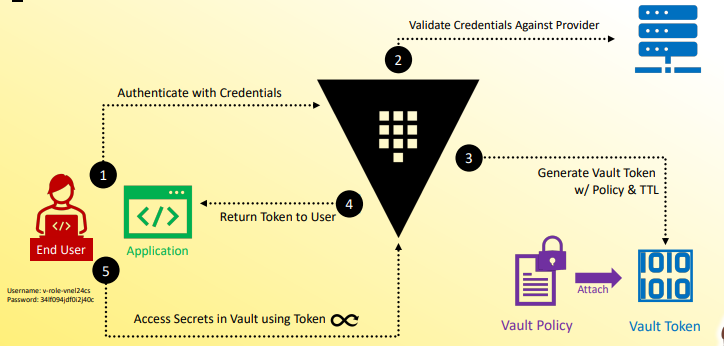 Validate Credentials Against Provider
2
Authenticate with Credentials
1
3
Generate Vault Token
w/ Policy & TTL
4
Return Token to User
</>
End User
</>
Application
5
Username: v-role-vnel24cs
Password: 34lf094jdf0i2j40c
Access Secrets in Vault using Token
Attach
Vault Policy
IOIO
IOIO
Vault Token